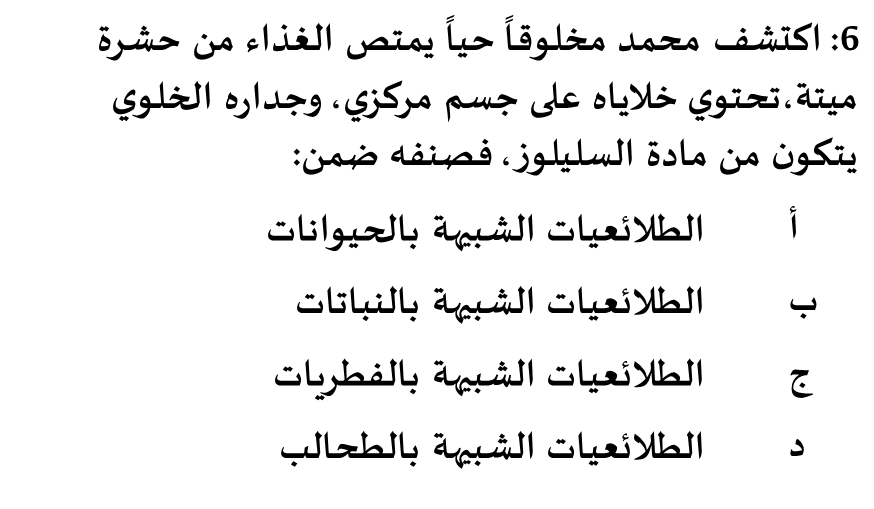 6: اكتشف محمد مخلوقاً حياً يمتص الغذاء من حشرة
ميتة،تحتوي خلاياه على جسم مركزي، وجداره الخلوي
يتكون من مادة السليلوز، فصنفه ضمن:
أ الطلائعيات الشبيهة بالحيوانات
ب الطلائعيات الشبيهة بالنباتات
ج الطلائعيات الشبيهة بالفطريات
د الطلائعيات الشبيهة بالطحالب